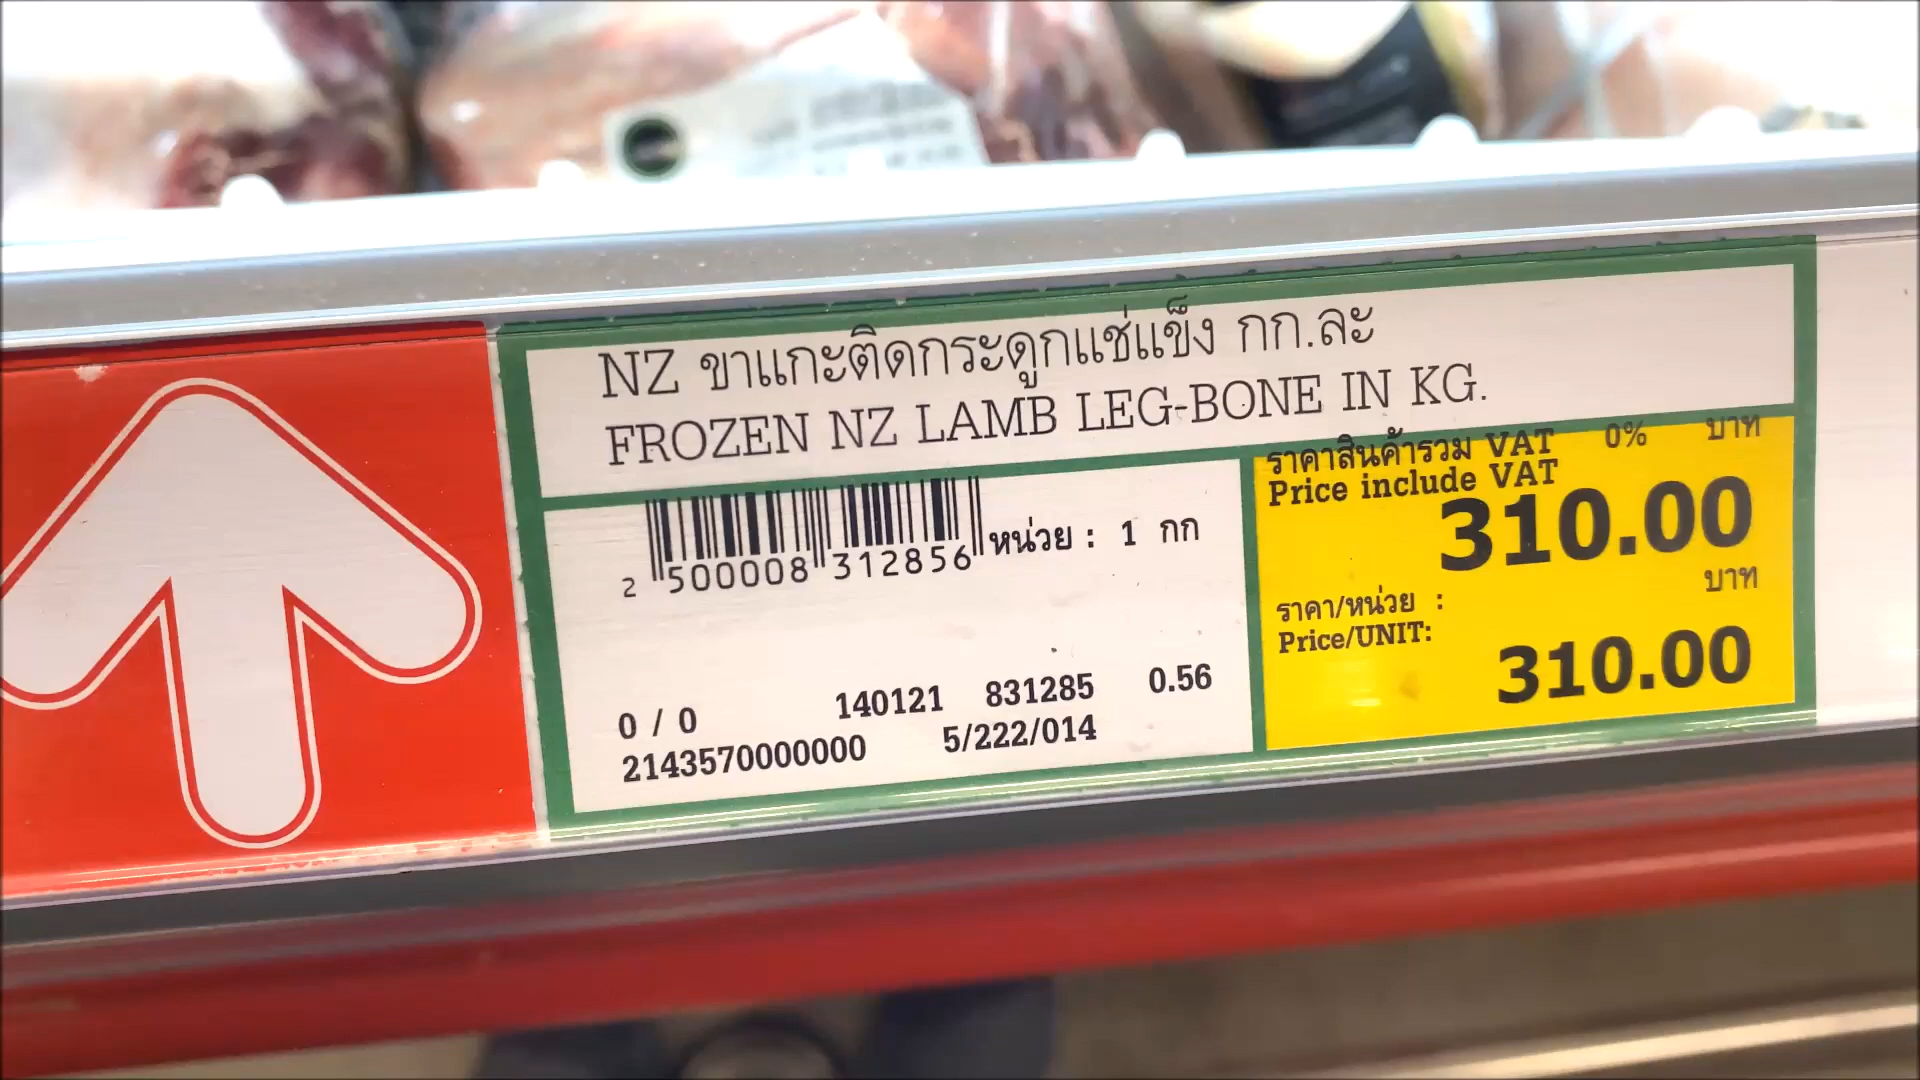 NZ ขาแกะติดกระดูกแช่แข็ง กก.ละ
FROZEN NZ LAMB LEG-BONE IN KG.
ราคาสินค้ารวม VAT 0% บาท
Price include VAT
310.00
2 500008 312856 หน่วย : 1 กก
บาท
ราคา/หน่วย :
Price/UNIT:
310.00
0 / 0 140121 831285 0.56
2143570000000 5/222/014